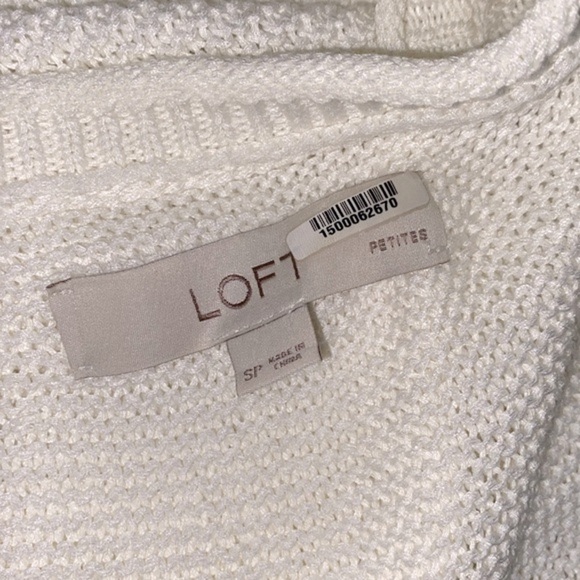 1500062670
LOFT PETITES
SP MADE IN
CHINA